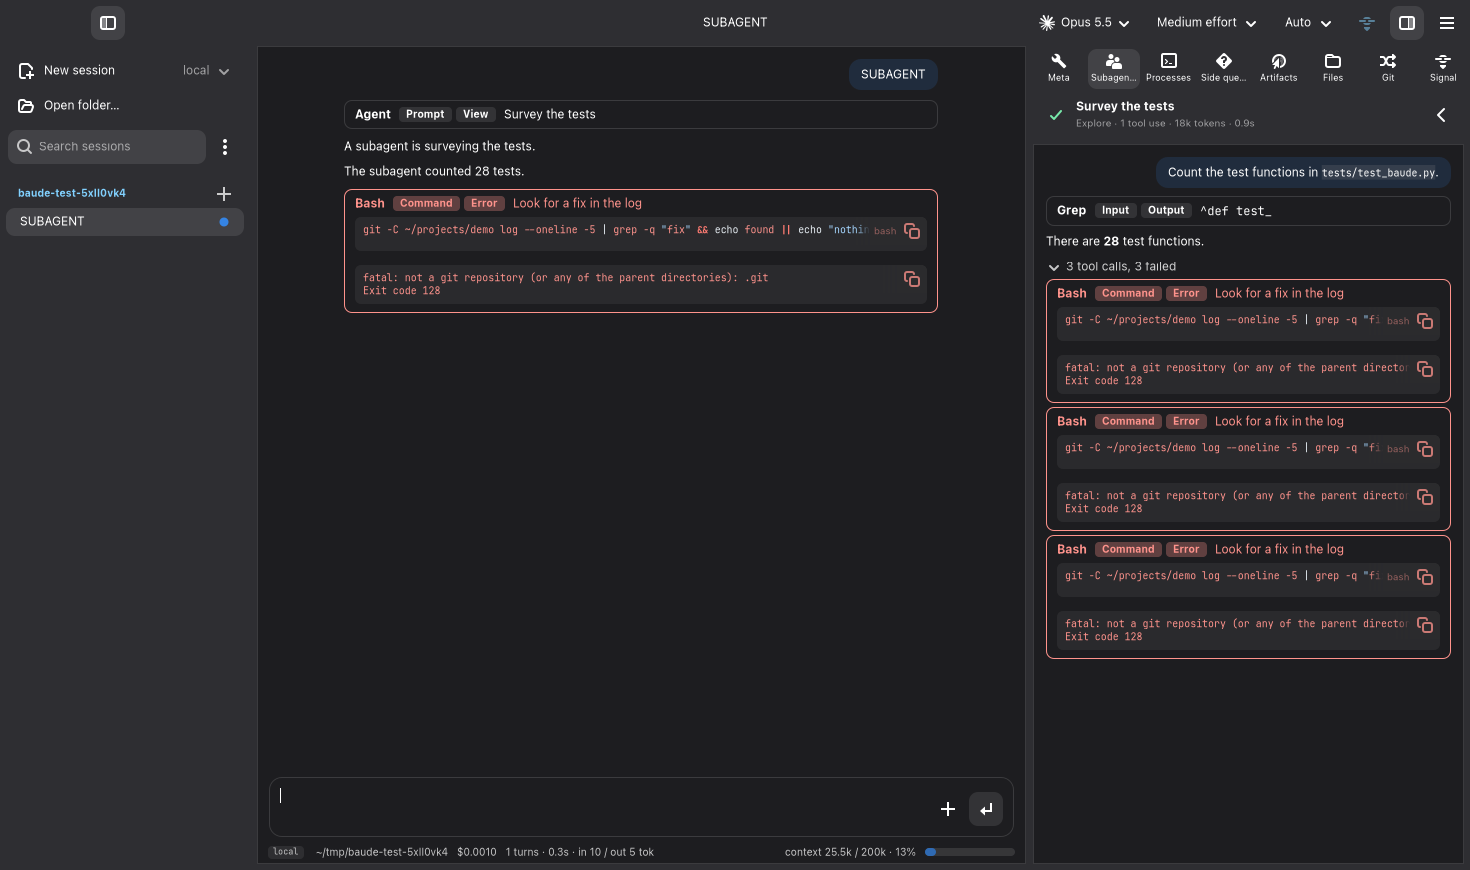 SUBAGENT
Opus 5.5
Medium effort
Auto
New session
local
Open folder...
Search sessions
baude-test-5xll0vk4
SUBAGENT
SUBAGENT
Agent Prompt View Survey the tests
A subagent is surveying the tests.
The subagent counted 28 tests.
Bash Command Error Look for a fix in the log
git -C ~/projects/demo log --oneline -5 | grep -q "fix" && echo found || echo "nothin
bash
fatal: not a git repository (or any of the parent directories): .git
Exit code 128
local ~/tmp/baude-test-5xll0vk4 $0.0010 1 turns · 0.3s · in 10 / out 5 tok
context 25.5k / 200k · 13%
Meta
Subagen...
Processes
Side que...
Artifacts
Files
Git
Signal
Survey the tests
Explore · 1 tool use · 18k tokens · 0.9s
Count the test functions in tests/test_baude.py.
Grep Input Output ^def test_
There are 28 test functions.
3 tool calls, 3 failed
Bash Command Error Look for a fix in the log
git -C ~/projects/demo log --oneline -5 | grep -q "fi
bash
fatal: not a git repository (or any of the parent director
Exit code 128
Bash Command Error Look for a fix in the log
git -C ~/projects/demo log --oneline -5 | grep -q "fi
bash
fatal: not a git repository (or any of the parent director
Exit code 128
Bash Command Error Look for a fix in the log
git -C ~/projects/demo log --oneline -5 | grep -q "fi
bash
fatal: not a git repository (or any of the parent director
Exit code 128